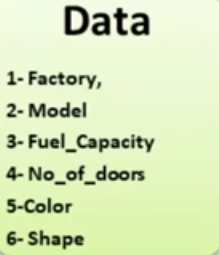 Data
1- Factory,
2- Model
3- Fuel_Capacity
4- No_of_doors
5-Color
6- Shape